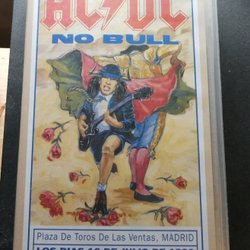 AC/DC
NO BULL
Plaza De Toros De Las Ventas, MADRID